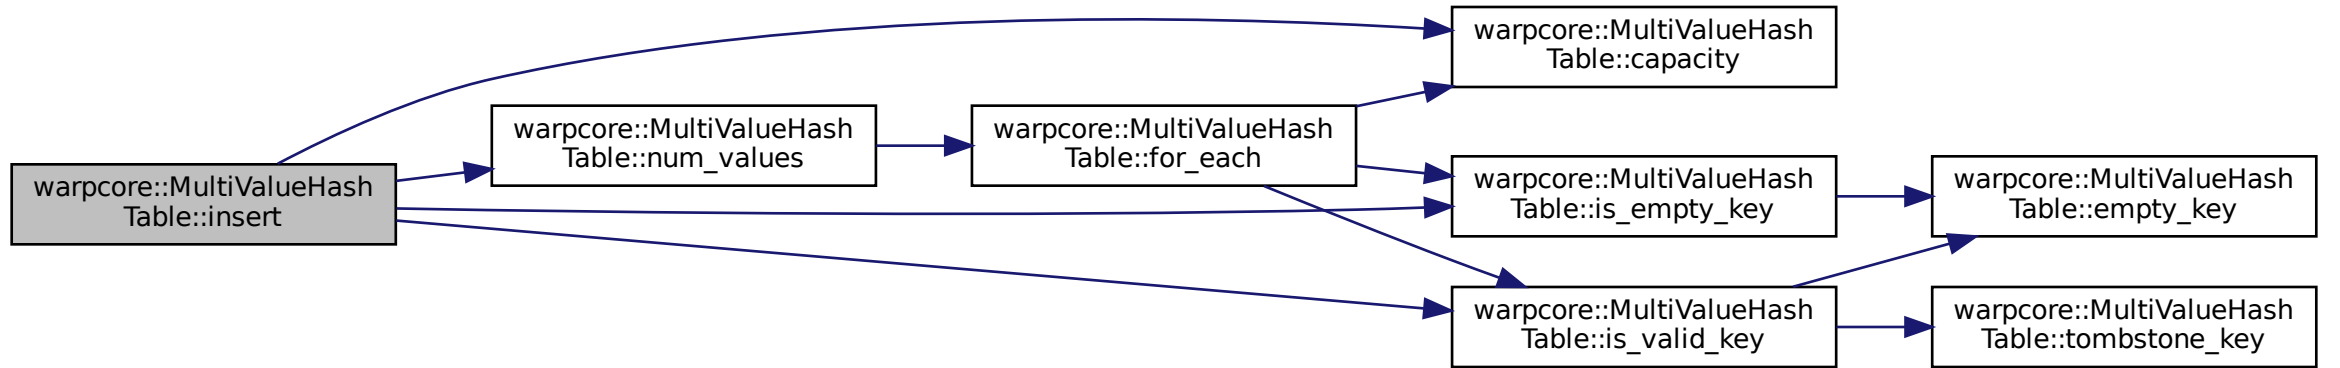 warpcore::MultiValueHash
Table::insert
warpcore::MultiValueHash
Table::num_values
warpcore::MultiValueHash
Table::for_each
warpcore::MultiValueHash
Table::capacity
warpcore::MultiValueHash
Table::is_empty_key
warpcore::MultiValueHash
Table::is_valid_key
warpcore::MultiValueHash
Table::empty_key
warpcore::MultiValueHash
Table::tombstone_key